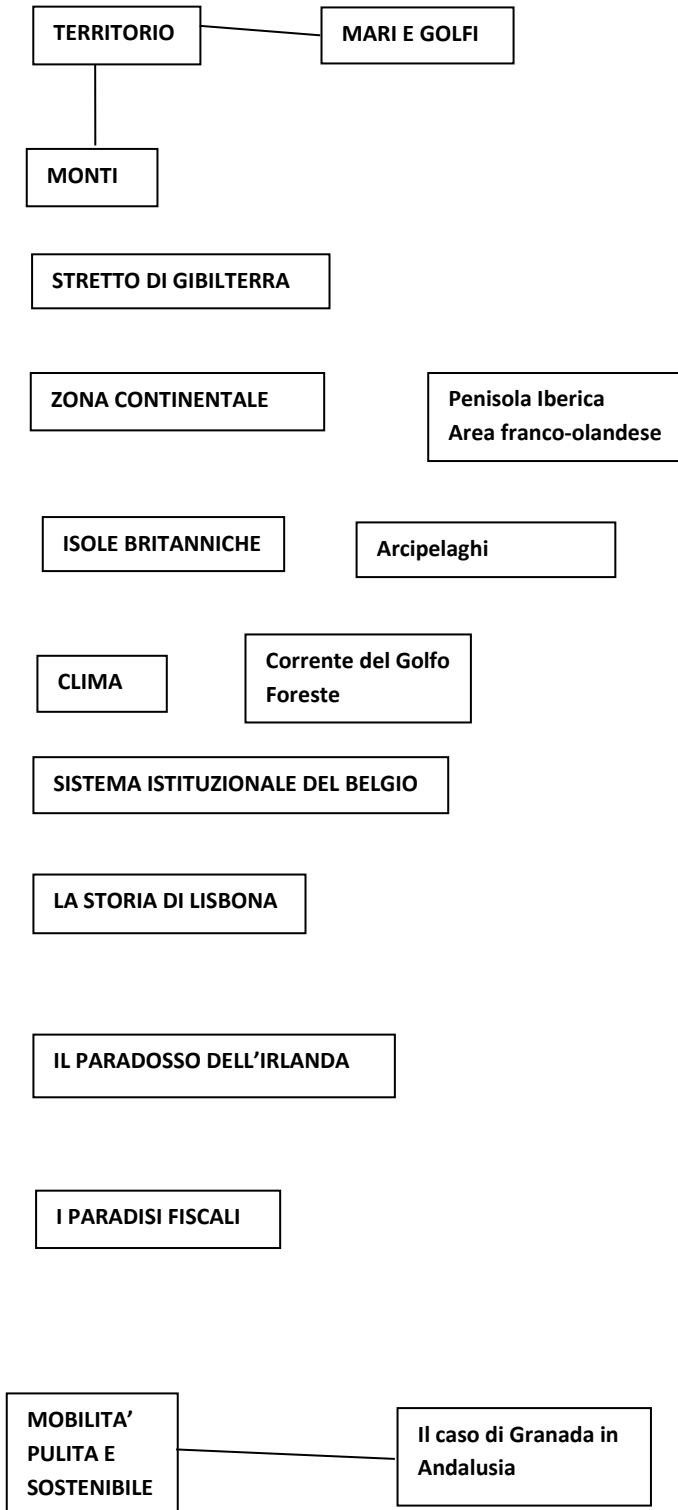 TERRITORIO
MARI E GOLFI
MONTI
STRETTO DI GIBILTERRA
ZONA CONTINENTALE
Penisola Iberica
Area franco-olandese
ISOLE BRITANNICHE
Arcipelaghi
CLIMA
Corrente del Golfo
Foreste
SISTEMA ISTITUZIONALE DEL BELGIO
LA STORIA DI LISBONA
IL PARADOSSO DELL’IRLANDA
I PARADISI FISCALI
MOBILITA’
PULITA E
SOSTENIBILE
Il caso di Granada in
Andalusia